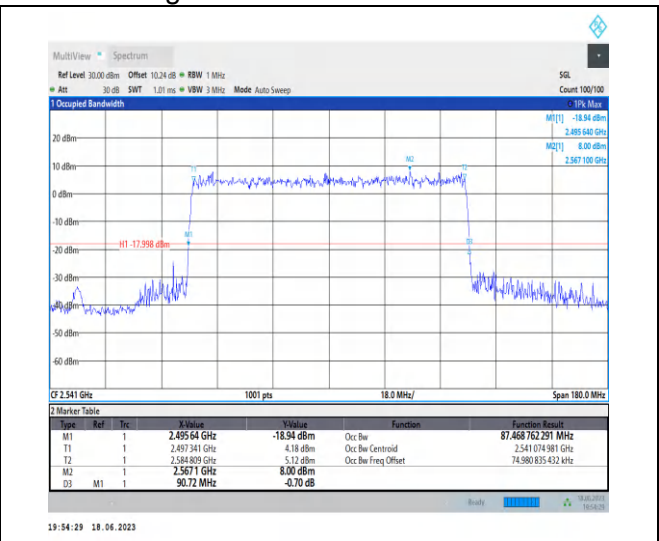 MultiView Spectrum
Ref Level 30.00 dBm Offset 10.24 dB RBW 1 MHz SGL
Att 30 dB SWT 1.01 ms VBW 3 MHz Mode Auto Sweep Count 100/100
1 Occupied Bandwidth 1Pk Max
M1[1] -18.94 dBm
2.495 640 GHz
M2[1] 8.00 dBm
2.567 100 GHz
20 dBm
10 dBm
M2
T1
0 dBm
-10 dBm
M1
H1 -17.998 dBm
-20 dBm
-30 dBm
-40 dBm
-50 dBm
-60 dBm
CF 2.541 GHz 1001 pts 18.0 MHz/ Span 180.0 MHz
2 Marker Table
Type Ref Trc X-Value Y-Value Function Function Result
M1 1 2.495 64 GHz -18.94 dBm Occ Bw 87.468 762 291 MHz
T1 1 2.497 341 GHz 4.18 dBm Occ Bw Centroid 2.541 074 981 GHz
T2 1 2.584 809 GHz 5.12 dBm Occ Bw Freq Offset 74.980 835 432 kHz
M2 1 2.567 1 GHz 8.00 dBm
D3 M1 1 90.72 MHz -0.70 dB
Ready 18.06.2023
19:54:29
19:54:29 18.06.2023